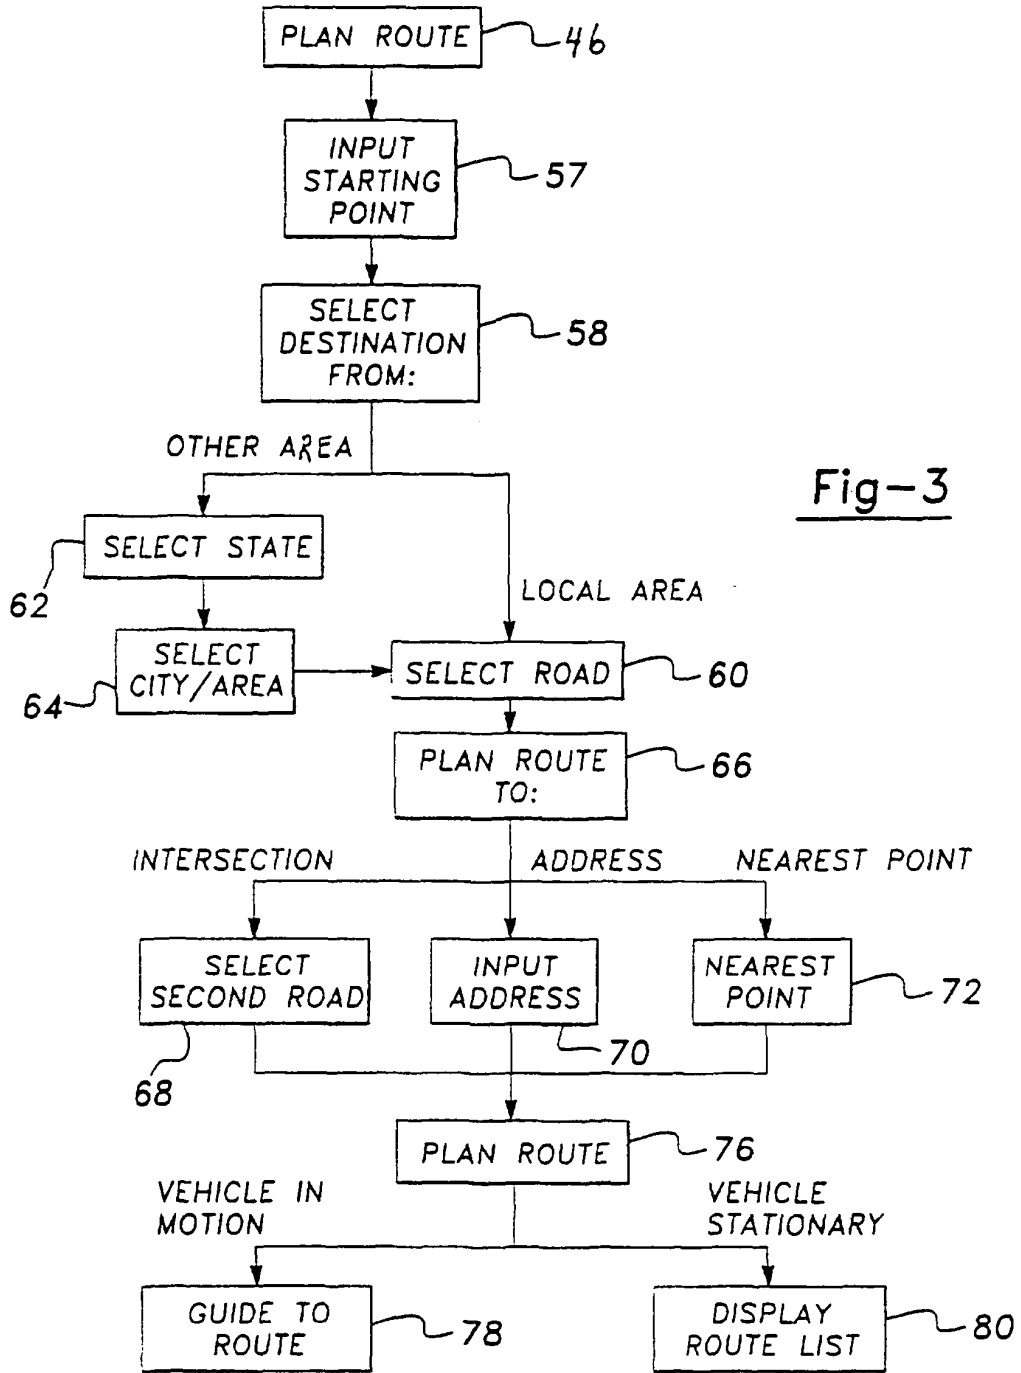 PLAN ROUTE
46
INPUT
STARTING
POINT
57
SELECT
DESTINATION
FROM:
58
OTHER AREA
Fig-3
SELECT STATE
62
LOCAL AREA
SELECT
CITY/AREA
64
SELECT ROAD
60
PLAN ROUTE
TO:
66
INTERSECTION
ADDRESS
NEAREST POINT
SELECT
SECOND ROAD
68
INPUT
ADDRESS
70
NEAREST
POINT
72
PLAN ROUTE
76
VEHICLE IN
MOTION
VEHICLE
STATIONARY
GUIDE TO
ROUTE
78
DISPLAY
ROUTE LIST
80